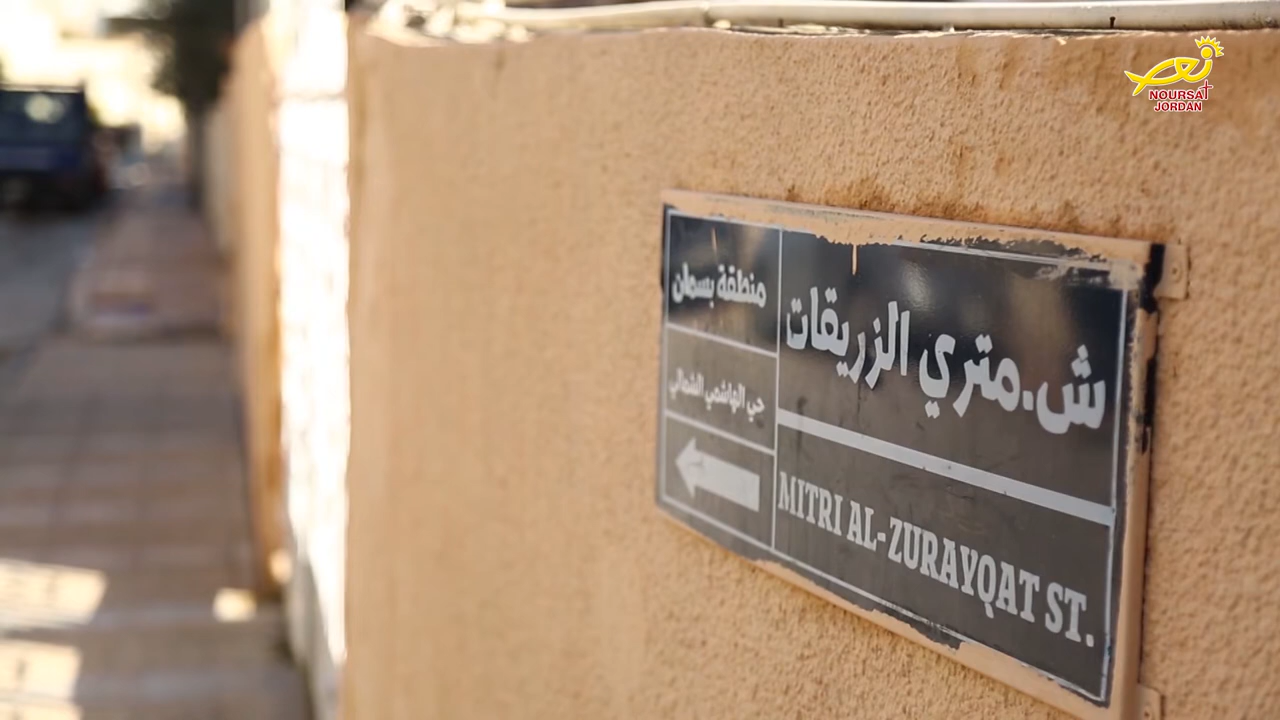 ش.متري الزريقات
MITRI AL-ZURAYQAT ST.
منطقة بسمان
حي الهاشمي الشمالي
NOURSAT
JORDAN